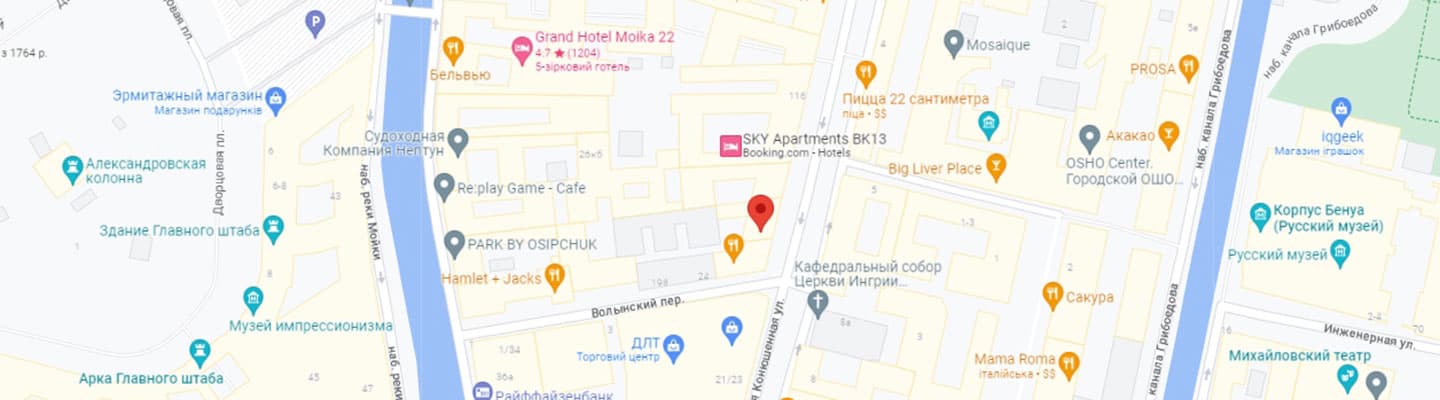 з 1764 р.
Дворцовая пл.
P
Эрмитажный магазин
Магазин подарунків
Александровская
колонна
Здание Главного штаба
Музей импрессионизма
Арка Главного штаба
1
6
6-8
8
43
45
47
наб. реки Мойки
наб. реки
Бельвью
Grand Hotel Moika 22
4.7 ★ (1204)
5-зірковий готель
Судоходная
Компания Нептун
Re:play Game - Cafe
26к6
PARK BY OSIPCHUK
Hamlet + Jacks
19в
24
Волынский пер.
3
1/34
36а
Райффайзенбанк
ДЛТ
Торговий центр
21/23
SKY Apartments BK13
Booking.com - Hotels
116
4
Пицца 22 сантиметра
піца • $$
Big Liver Place
Mosaique
2
5е
PROSA
Акакао
OSHO Center.
Городской ОШО...
5
1-3
Кафедральный собор
Церкви Ингрии...
8а
3
8
2
Сакура
Mama Roma
італійська • $$
наб. канала Грибоедова
наб. канала Грибоедова
канала Грибоедова
iqgeek
Магазин іграшок
Корпус Бенуа
(Русский музей)
Русский музей
16
2-4
70
Инженерная ул.
Михайловский театр
Конюшенная ул.